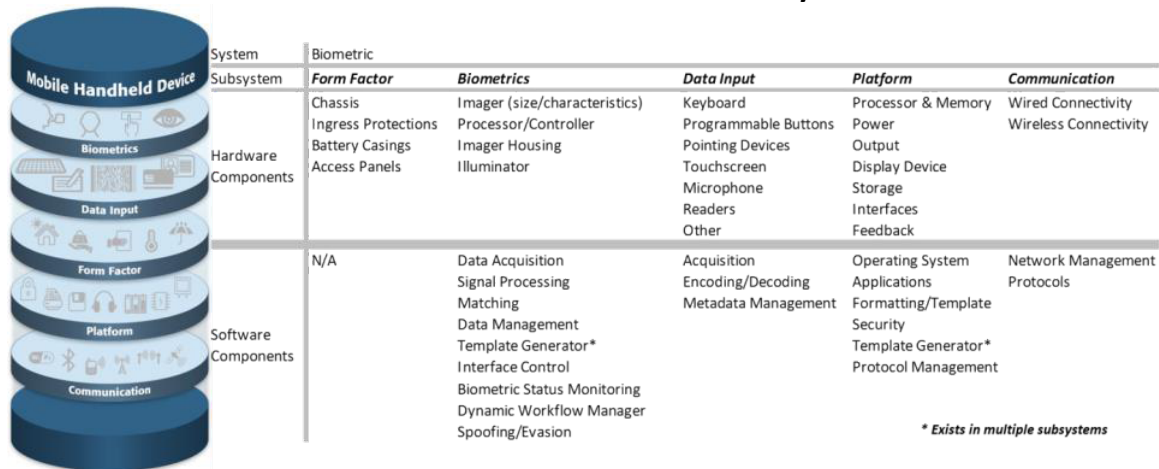 Mobile Handheld Device
Biometrics
Data Input
Form Factor
Platform
Communication
System Biometric
Subsystem Form Factor Biometrics Data Input Platform Communication
Hardware Components
Chassis
Ingress Protections
Battery Casings
Access Panels
Imager (size/characteristics)
Processor/Controller
Imager Housing
Illuminator
Keyboard
Programmable Buttons
Pointing Devices
Touchscreen
Microphone
Readers
Other
Processor & Memory
Power
Output
Display Device
Storage
Interfaces
Feedback
Wired Connectivity
Wireless Connectivity
Software Components
N/A
Data Acquisition
Signal Processing
Matching
Data Management
Template Generator*
Interface Control
Biometric Status Monitoring
Dynamic Workflow Manager
Spoofing/Evasion
Acquisition
Encoding/Decoding
Metadata Management
Operating System
Applications
Formatting/Template
Security
Template Generator*
Protocol Management
Network Management
Protocols
* Exists in multiple subsystems